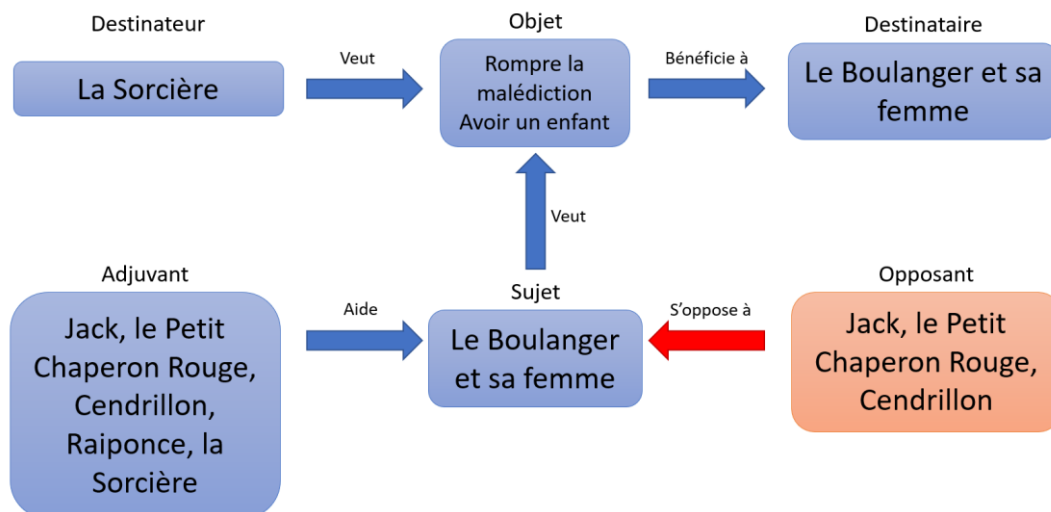 Destinateur
La Sorcière
Veut
Objet
Rompre la
malédiction
Avoir un enfant
Bénéficie à
Destinataire
Le Boulanger et sa
femme
Veut
Adjuvant
Jack, le Petit
Chaperon Rouge,
Cendrillon,
Raiponce, la
Sorcière
Aide
Sujet
Le Boulanger
et sa femme
S'oppose à
Opposant
Jack, le Petit
Chaperon Rouge,
Cendrillon